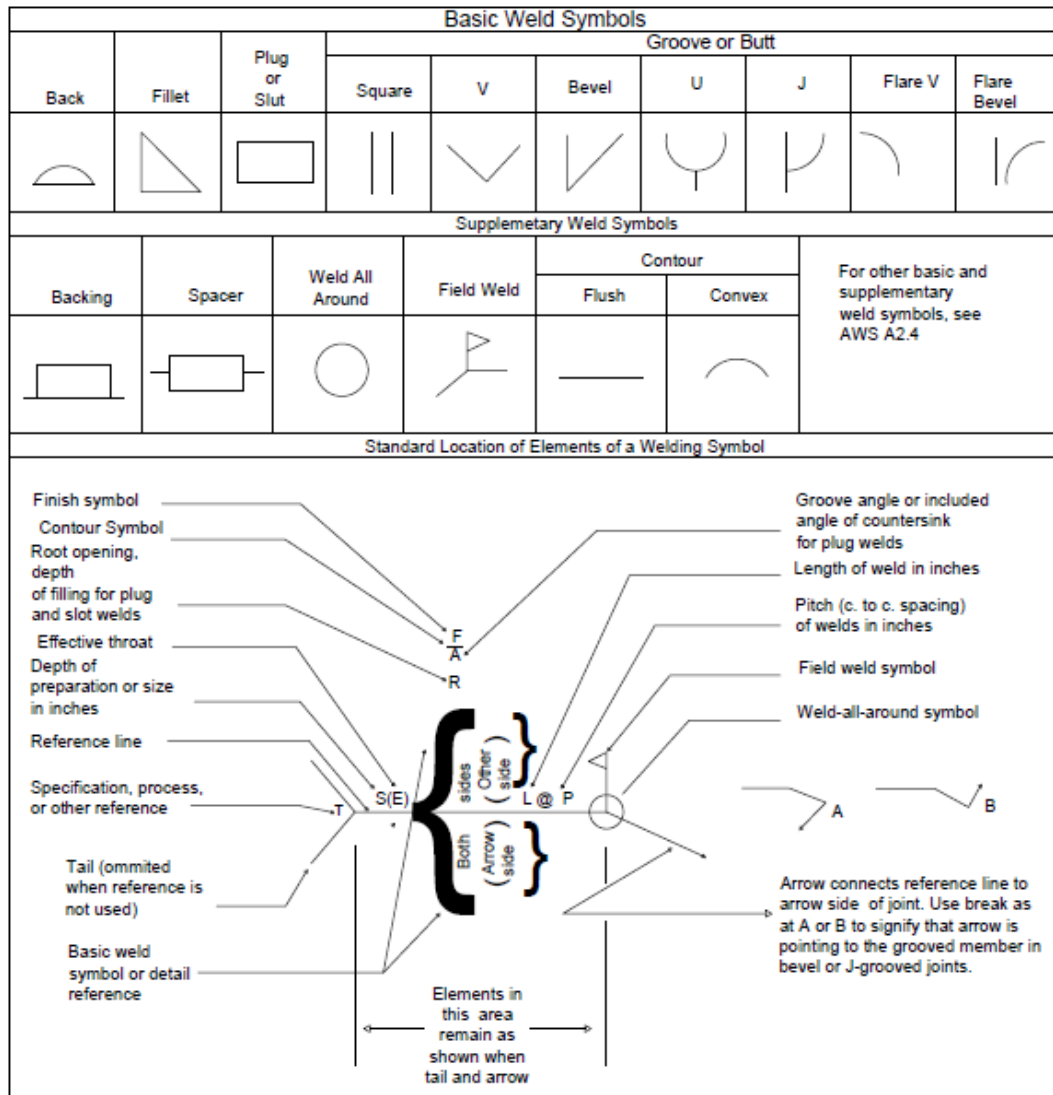 Basic Weld Symbols
Groove or Butt
Back
Fillet
Plug
or
Slut
Square
V
Bevel
U
J
Flare V
Flare
Bevel
Supplemetary Weld Symbols
Backing
Spacer
Weld All
Around
Field Weld
Contour
Flush
Convex
For other basic and
supplementary
weld symbols, see
AWS A2.4
Standard Location of Elements of a Welding Symbol
Finish symbol
Contour Symbol
Root opening,
depth
of filling for plug
and slot welds
Effective throat
Depth of
preparation or size
in inches
Reference line
Specification, process,
or other reference
Tail (ommited
when reference is
not used)
Basic weld
symbol or detail
reference
F
A
R
T
S(E)
sides
(Other
side)
Both
(Arrow
side)
L @ P
Elements in
this area
remain as
shown when
tail and arrow
Groove angle or included
angle of countersink
for plug welds
Length of weld in inches
Pitch (c. to c. spacing)
of welds in inches
Field weld symbol
Weld-all-around symbol
A
B
Arrow connects reference line to
arrow side of joint. Use break as
at A or B to signify that arrow is
pointing to the grooved member in
bevel or J-grooved joints.